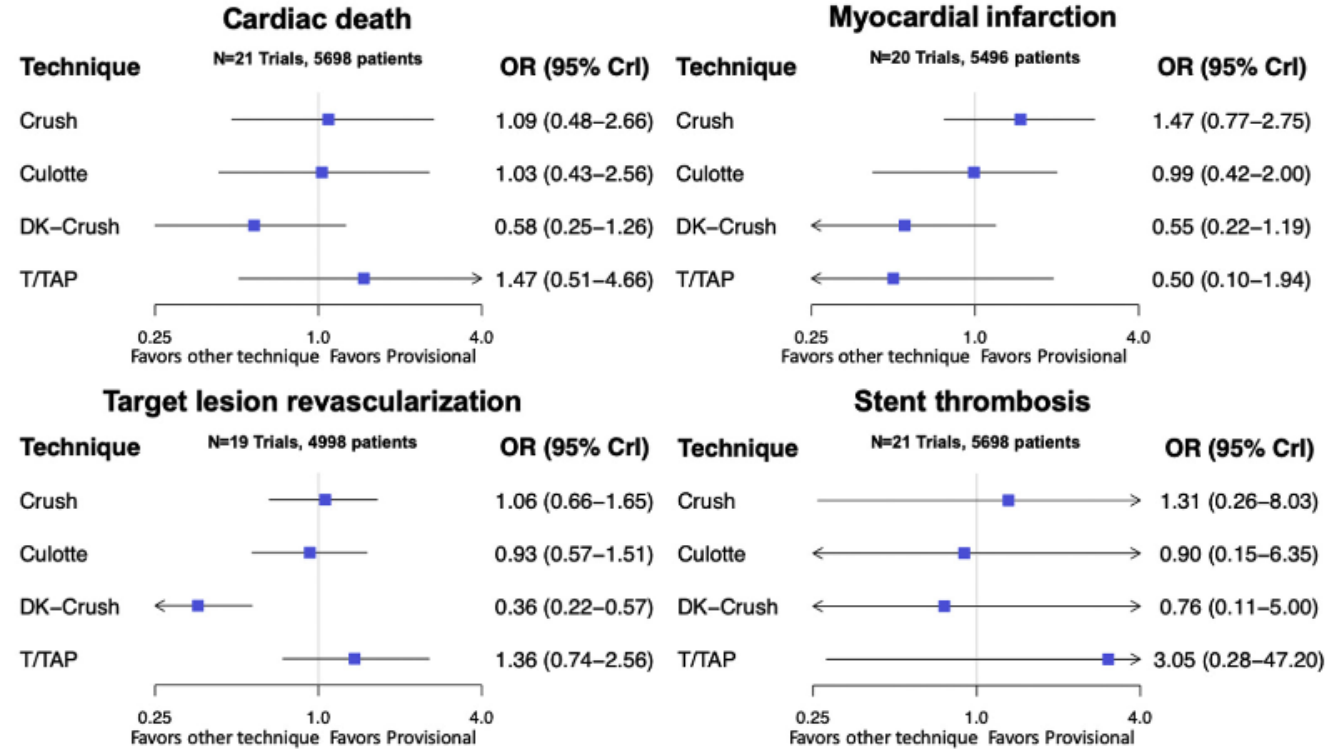 Cardiac death
N=21 Trials, 5698 patients
Technique OR (95% CrI)
Crush 1.09 (0.48–2.66)
Culotte 1.03 (0.43–2.56)
DK–Crush 0.58 (0.25–1.26)
T/TAP 1.47 (0.51–4.66)
0.25 1.0 4.0
Favors other technique Favors Provisional
Myocardial infarction
N=20 Trials, 5496 patients
Technique OR (95% CrI)
Crush 1.47 (0.77–2.75)
Culotte 0.99 (0.42–2.00)
DK–Crush 0.55 (0.22–1.19)
T/TAP 0.50 (0.10–1.94)
0.25 1.0 4.0
Favors other technique Favors Provisional
Target lesion revascularization
N=19 Trials, 4998 patients
Technique OR (95% CrI)
Crush 1.06 (0.66–1.65)
Culotte 0.93 (0.57–1.51)
DK–Crush 0.36 (0.22–0.57)
T/TAP 1.36 (0.74–2.56)
0.25 1.0 4.0
Favors other technique Favors Provisional
Stent thrombosis
N=21 Trials, 5698 patients
Technique OR (95% CrI)
Crush 1.31 (0.26–8.03)
Culotte 0.90 (0.15–6.35)
DK–Crush 0.76 (0.11–5.00)
T/TAP 3.05 (0.28–47.20)
0.25 1.0 4.0
Favors other technique Favors Provisional